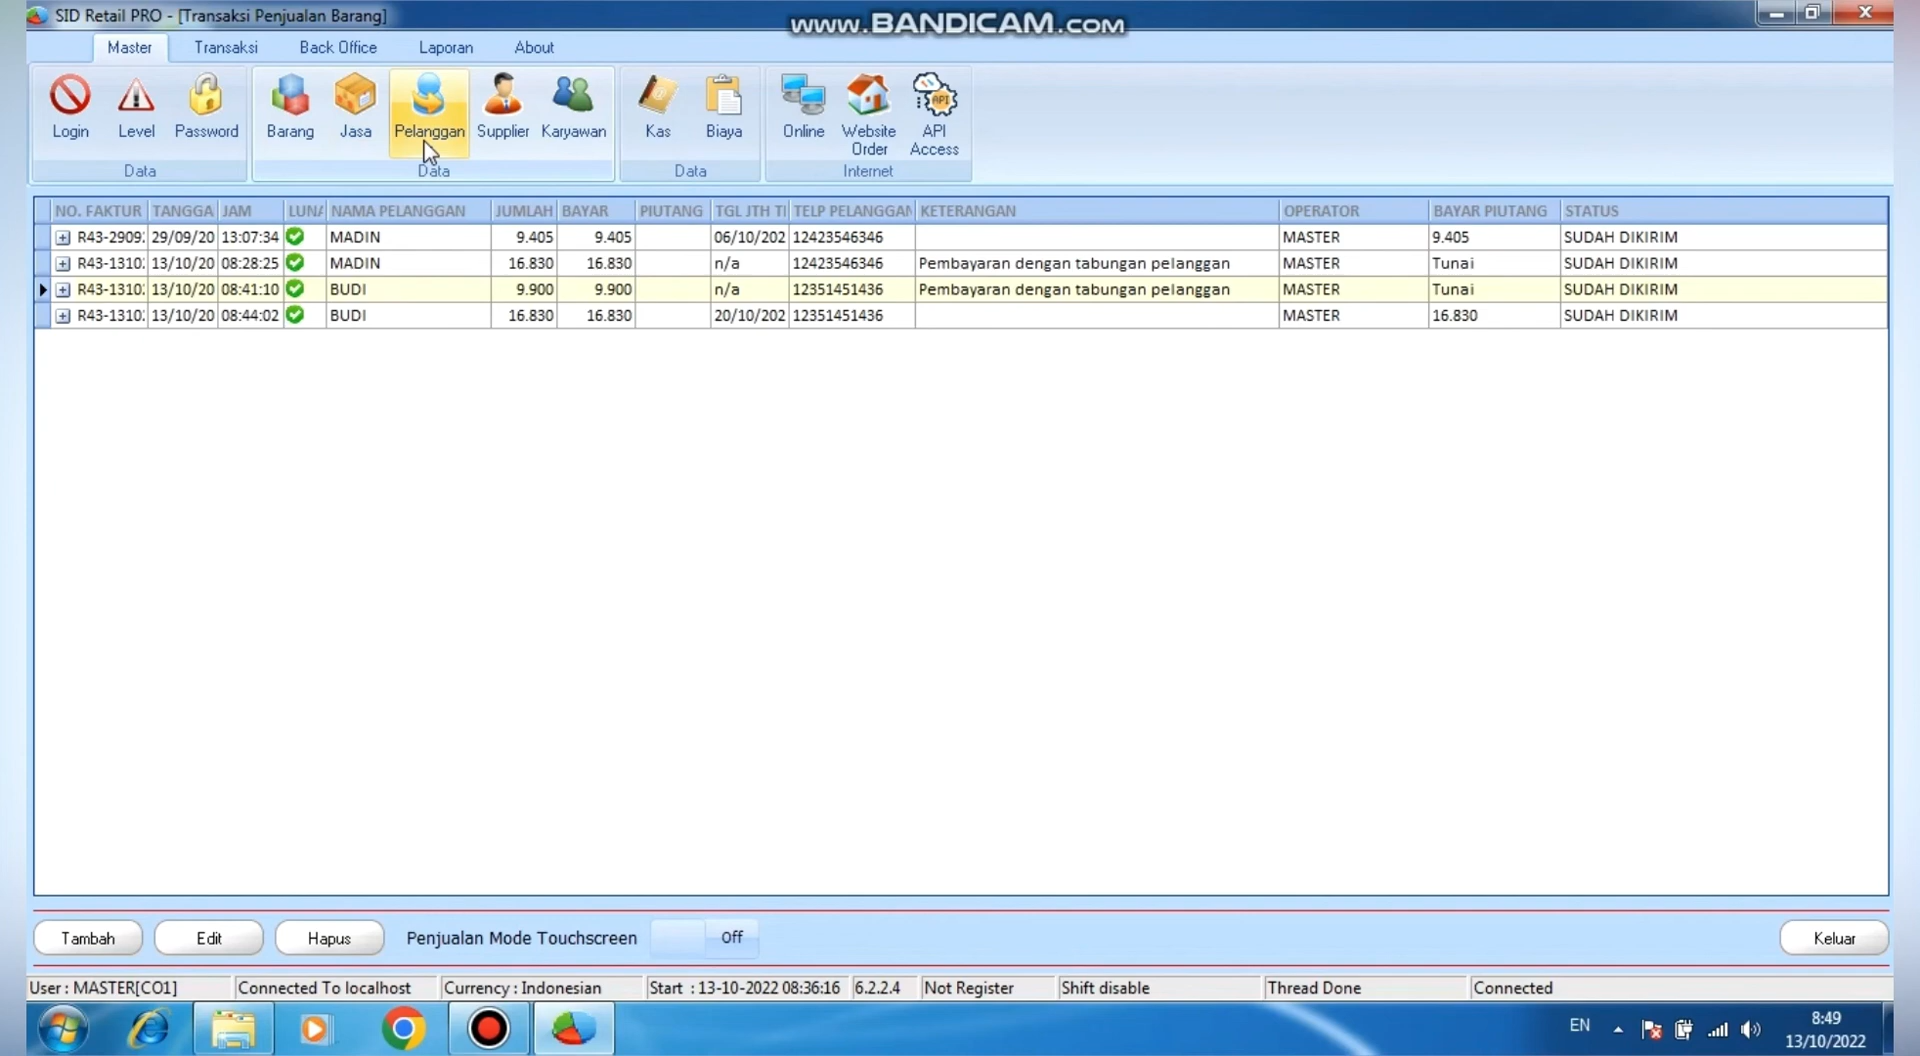 SID Retail PRO - [Transaksi Penjualan Barang]
www.BANDICAM.com
Master Transaksi Back Office Laporan About
Login Level Password Barang Jasa Pelanggan Supplier Karyawan Kas Biaya Online Website Order API Access
Data Data Data Internet
NO. FAKTUR TANGGA JAM LUNA NAMA PELANGGAN JUMLAH BAYAR PIUTANG TGL JTH TE TELP PELANGGAN KETERANGAN OPERATOR BAYAR PIUTANG STATUS
R43-2909: 29/09/20 13:07:34 MADIN 9.405 9.405 06/10/202 12423546346 MASTER 9.405 SUDAH DIKIRIM
R43-1310: 13/10/20 08:28:25 MADIN 16.830 16.830 n/a 12423546346 Pembayaran dengan tabungan pelanggan MASTER Tunai SUDAH DIKIRIM
R43-1310: 13/10/20 08:41:10 BUDI 9.900 9.900 n/a 12351451436 Pembayaran dengan tabungan pelanggan MASTER Tunai SUDAH DIKIRIM
R43-1310: 13/10/20 08:44:02 BUDI 16.830 16.830 20/10/202 12351451436 MASTER 16.830 SUDAH DIKIRIM
Tambah Edit Hapus Penjualan Mode Touchscreen Off Keluar
User : MASTER[CO1] Connected To localhost Currency : Indonesian Start : 13-10-2022 08:36:16 6.2.2.4 Not Register Shift disable Thread Done Connected
EN 8:49
13/10/2022